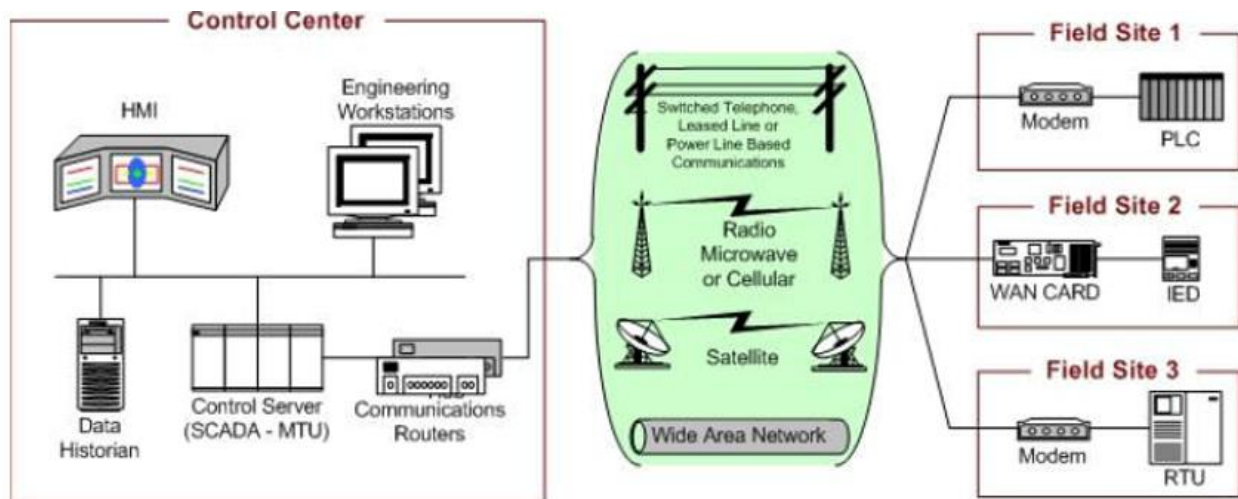 Control Center
HMI
Engineering
Workstations
Data
Historian
Control Server
(SCADA - MTU)
Communications
Routers
Switched Telephone,
Leased Line or
Power Line Based
Communications
Radio
Microwave
or Cellular
Satellite
Wide Area Network
Field Site 1
Modem
PLC
Field Site 2
WAN CARD
IED
Field Site 3
Modem
RTU